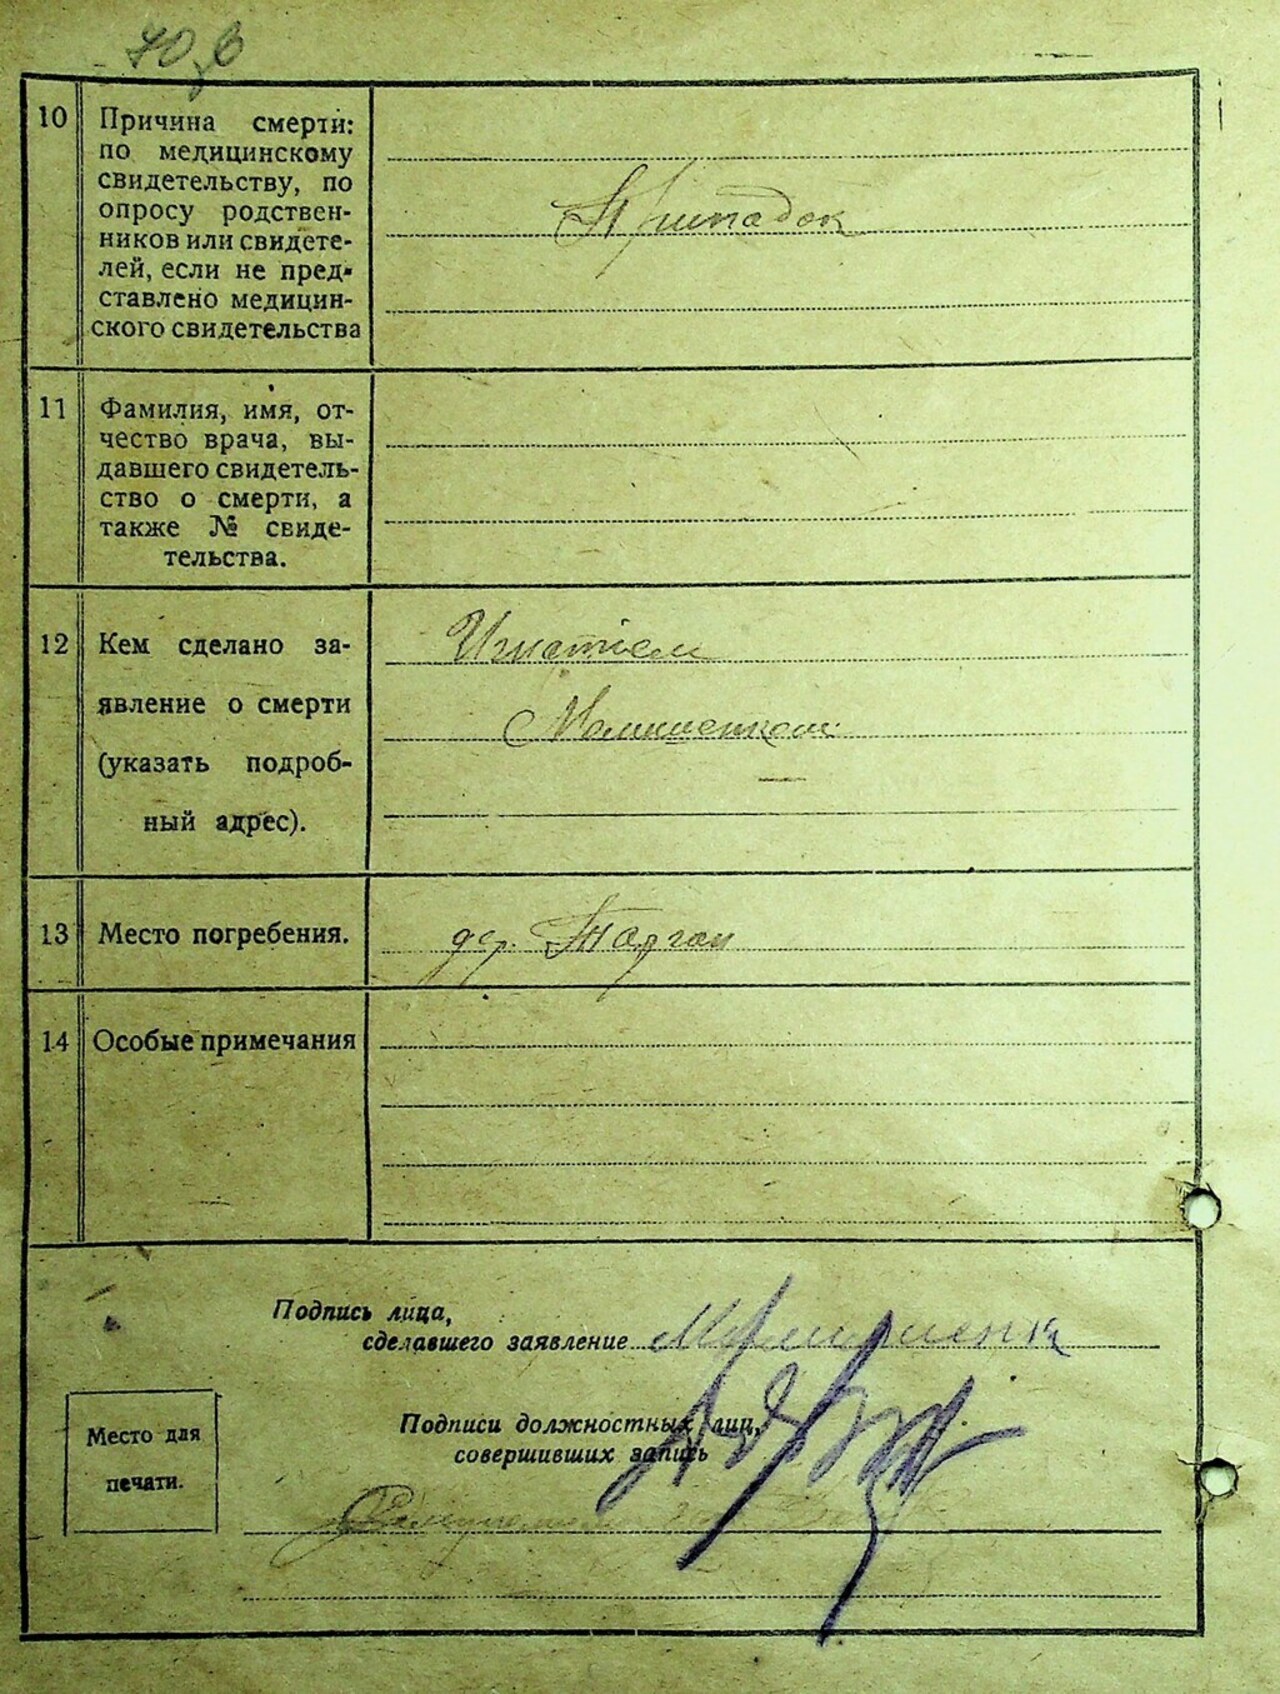 10
Причина смерти:
по медицинскому
свидетельству, по
опросу родствен-
ников или свидете-
лей, если не пред-
ставлено медицин-
ского свидетельства
Припадок
11
Фамилия, имя, от-
чество врача, вы-
давшего свидетель-
ство о смерти, а
также № свиде-
тельства.
12
Кем сделано за-
явление о смерти
(указать подроб-
ный адрес).
Игнатіем
13
Место погребения.
дер.
14
Особые примечания
Подпись лица,
сделавшего заявление
Место для
печати.
Подписи должностных лиц,
совершивших запись